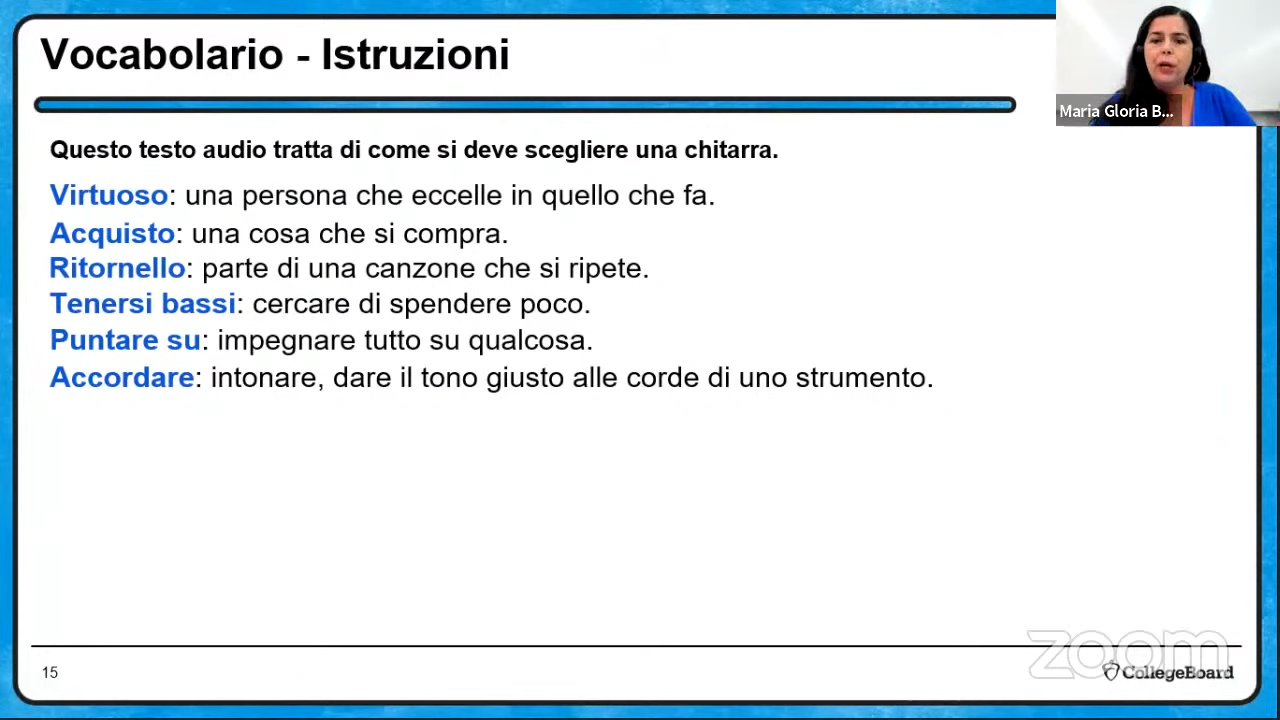 Vocabolario - Istruzioni
Maria Gloria B...
Questo testo audio tratta di come si deve scegliere una chitarra.
Virtuoso: una persona che eccelle in quello che fa.
Acquisto: una cosa che si compra.
Ritornello: parte di una canzone che si ripete.
Tenersi bassi: cercare di spendere poco.
Puntare su: impegnare tutto su qualcosa.
Accordare: intonare, dare il tono giusto alle corde di uno strumento.
zoom
15
CollegeBoard